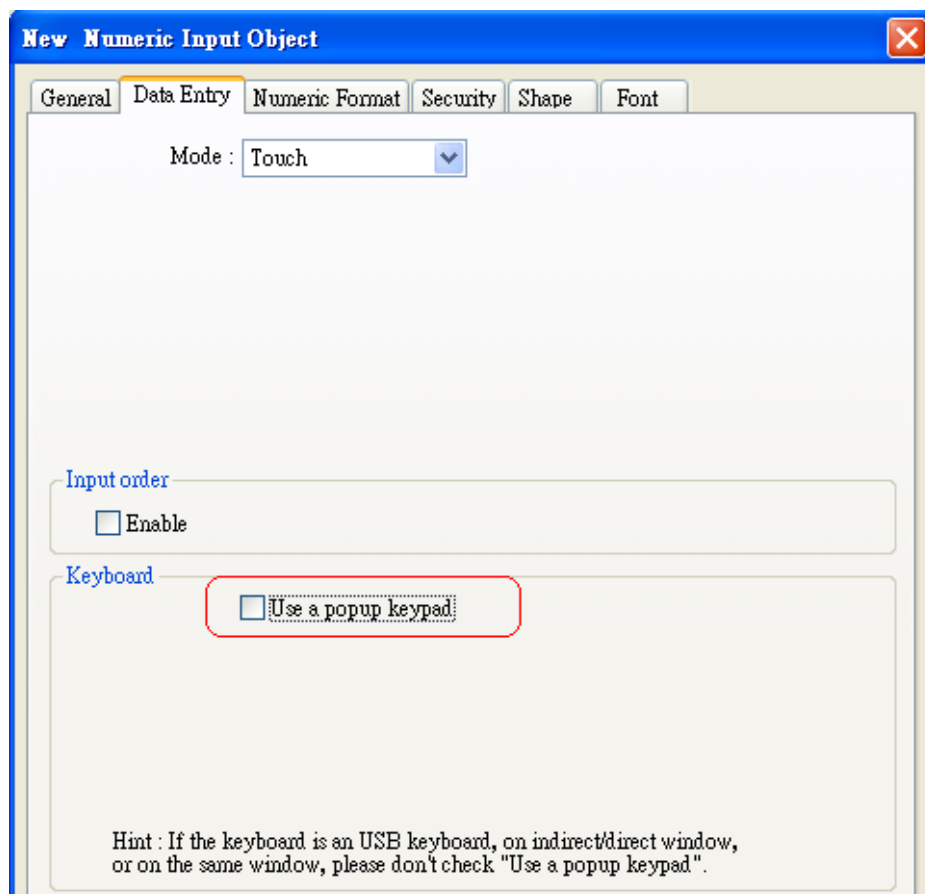 New Numeric Input Object
General Data Entry Numeric Format Security Shape Font
Mode : Touch
Input order
Enable
Keyboard
Use a popup keypad
Hint : If the keyboard is an USB keyboard, on indirect/direct window,
or on the same window, please don't check "Use a popup keypad".